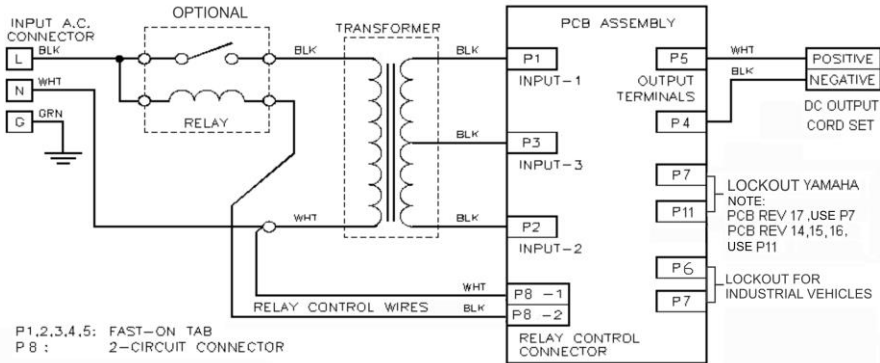 OPTIONAL
INPUT A.C.
CONNECTOR
L
BLK
N
WHT
G
GRN
RELAY
BLK
TRANSFORMER
WHT
BLK
BLK
BLK
PCB ASSEMBLY
P1
INPUT-1
P3
INPUT-3
P2
INPUT-2
P5
OUTPUT
TERMINALS
P4
WHT
BLK
POSITIVE
NEGATIVE
DC OUTPUT
CORD SET
P7
P11
LOCKOUT YAMAHA
NOTE:
PCB REV 17 ,USE P7
PCB REV 14,15,16,
USE P11
P6
P7
LOCKOUT FOR
INDUSTRIAL VEHICLES
WHT
P8 -1
RELAY CONTROL WIRES
BLK
P8 -2
RELAY CONTROL
CONNECTOR
P1,2,3,4,5: FAST-ON TAB
P8 : 2-CIRCUIT CONNECTOR